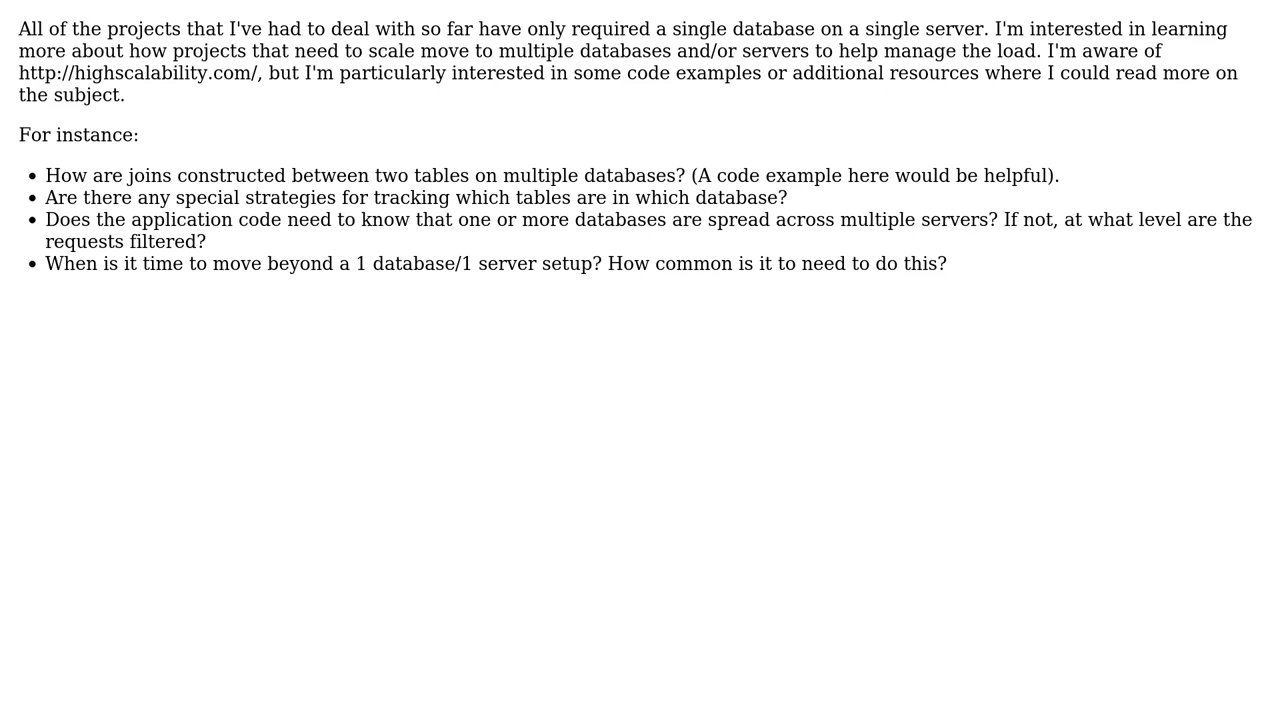 All of the projects that I've had to deal with so far have only required a single database on a single server. I'm interested in learning
more about how projects that need to scale move to multiple databases and/or servers to help manage the load. I'm aware of
http://highscalability.com/, but I'm particularly interested in some code examples or additional resources where I could read more on
the subject.
For instance:
• How are joins constructed between two tables on multiple databases? (A code example here would be helpful).
• Are there any special strategies for tracking which tables are in which database?
• Does the application code need to know that one or more databases are spread across multiple servers? If not, at what level are the
requests filtered?
• When is it time to move beyond a 1 database/1 server setup? How common is it to need to do this?